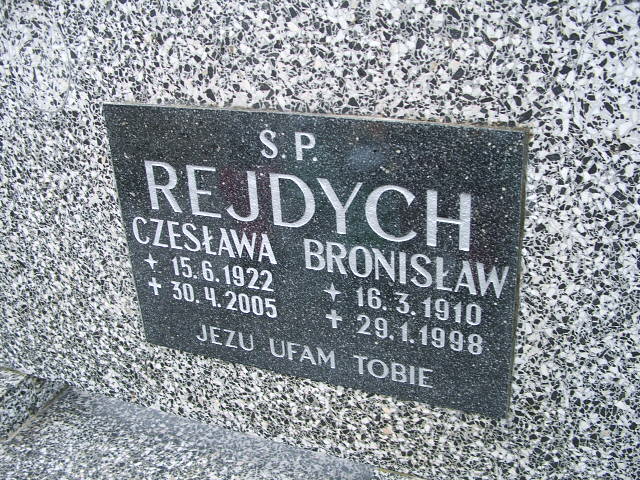 Ś.P.
REJDYCH
CZESŁAWA
✦ 15.6.1922
✝ 30.4.2005
BRONISŁAW
✦ 16.3.1910
✝ 29.1.1998
JEZU UFAM TOBIE